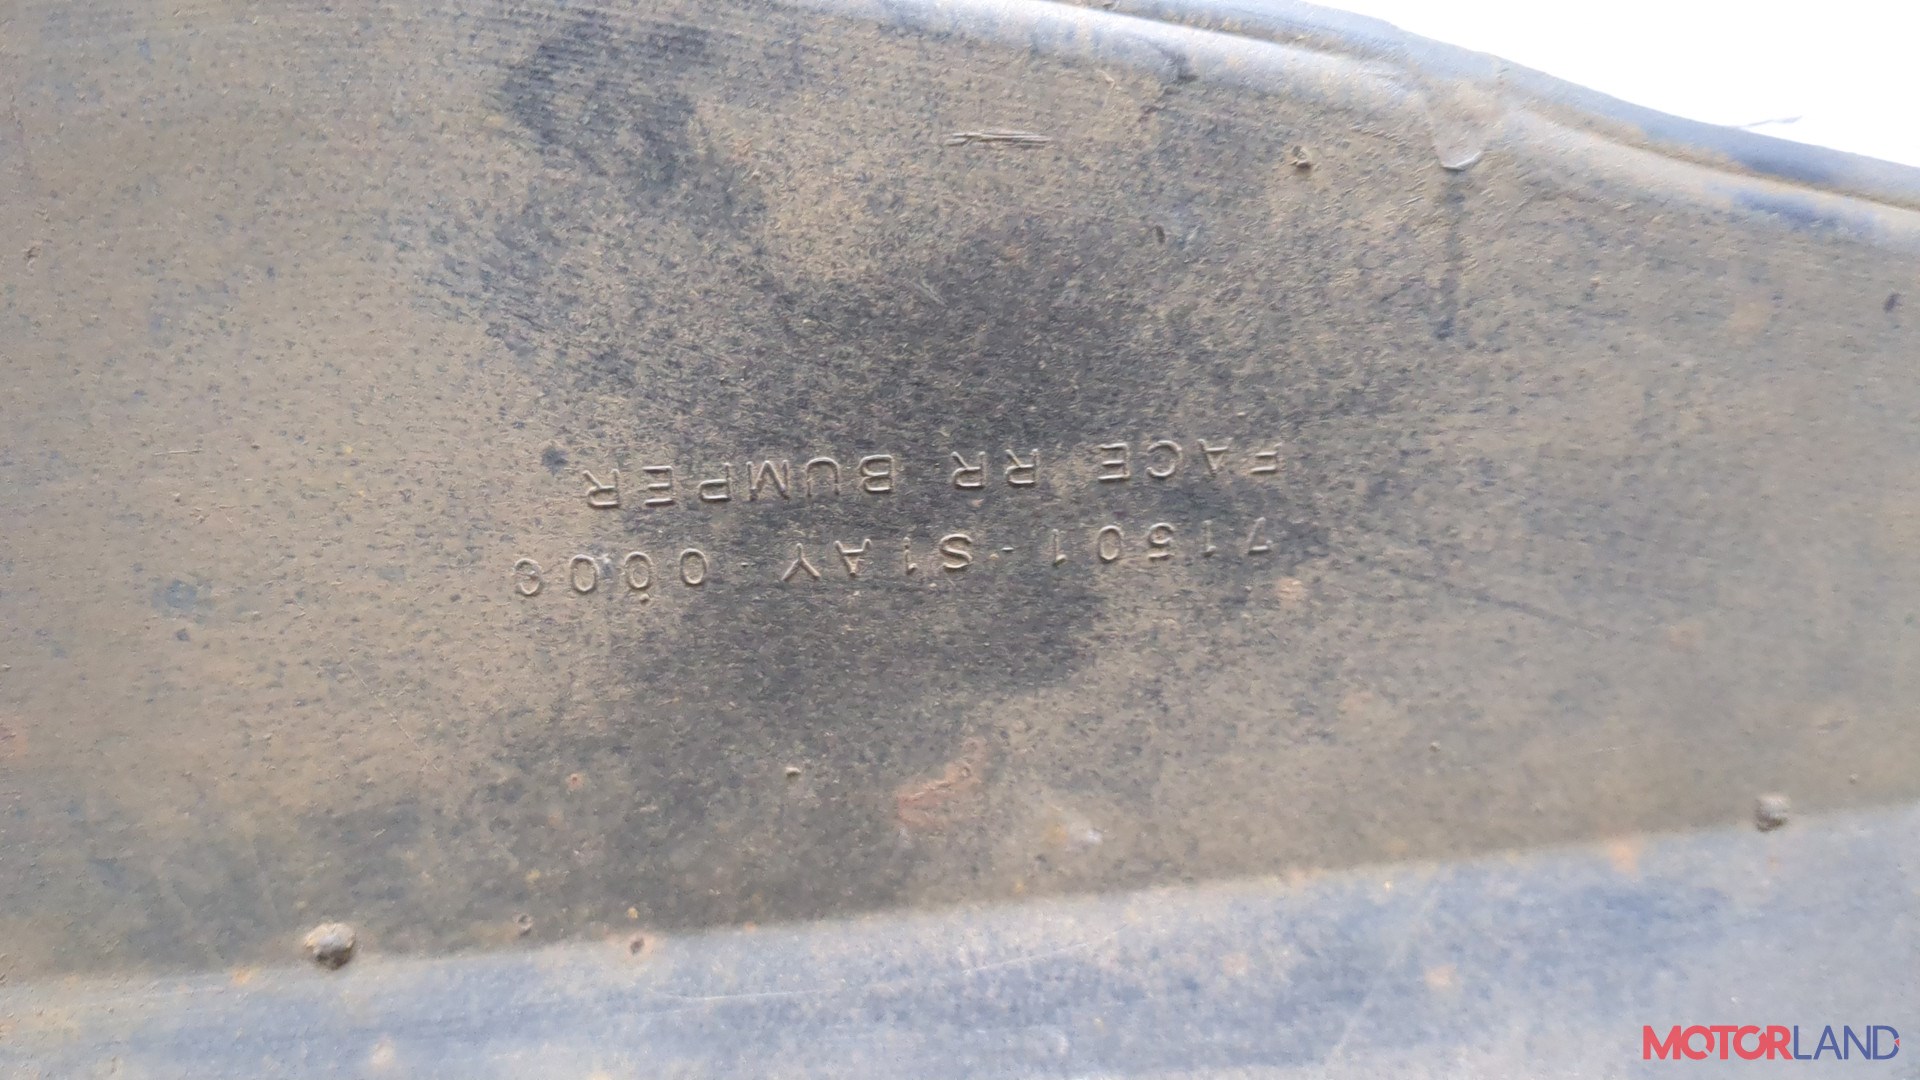 71501-S1AY-0000
FACE RR BUMPER
MOTORLAND